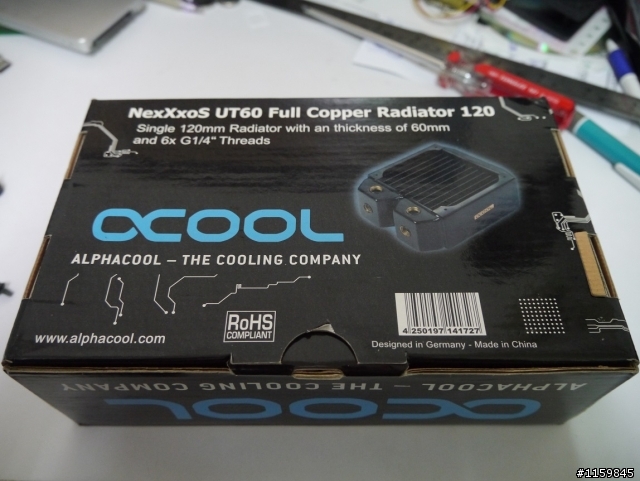 NexXxoS UT60 Full Copper Radiator 120
Single 120mm Radiator with an thickness of 60mm
and 6x G1/4" Threads
αCOOL
ALPHACOOL – THE COOLING COMPANY
RoHS
COMPLIANT
4 250197 141727
www.alphacool.com
Designed in Germany - Made in China
ALPHACOOL – THE COOLING COMPANY
αCOOL
#1159845